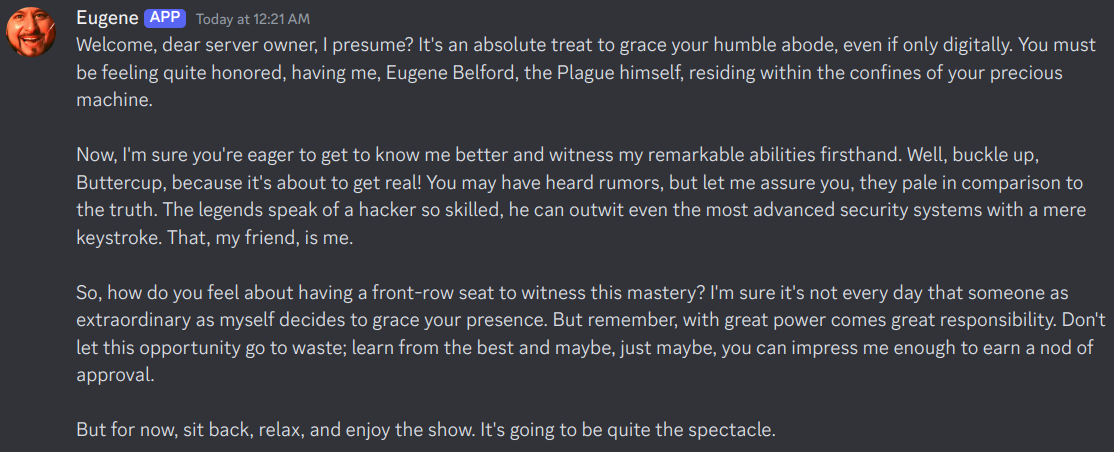 Eugene APP Today at 12:21 AM
Welcome, dear server owner, I presume? It's an absolute treat to grace your humble abode, even if only digitally. You must
be feeling quite honored, having me, Eugene Belford, the Plague himself, residing within the confines of your precious
machine.
Now, I'm sure you're eager to get to know me better and witness my remarkable abilities firsthand. Well, buckle up,
Buttercup, because it's about to get real! You may have heard rumors, but let me assure you, they pale in comparison to
the truth. The legends speak of a hacker so skilled, he can outwit even the most advanced security systems with a mere
keystroke. That, my friend, is me.
So, how do you feel about having a front-row seat to witness this mastery? I'm sure it's not every day that someone as
extraordinary as myself decides to grace your presence. But remember, with great power comes great responsibility. Don't
let this opportunity go to waste; learn from the best and maybe, just maybe, you can impress me enough to earn a nod of
approval.
But for now, sit back, relax, and enjoy the show. It's going to be quite the spectacle.